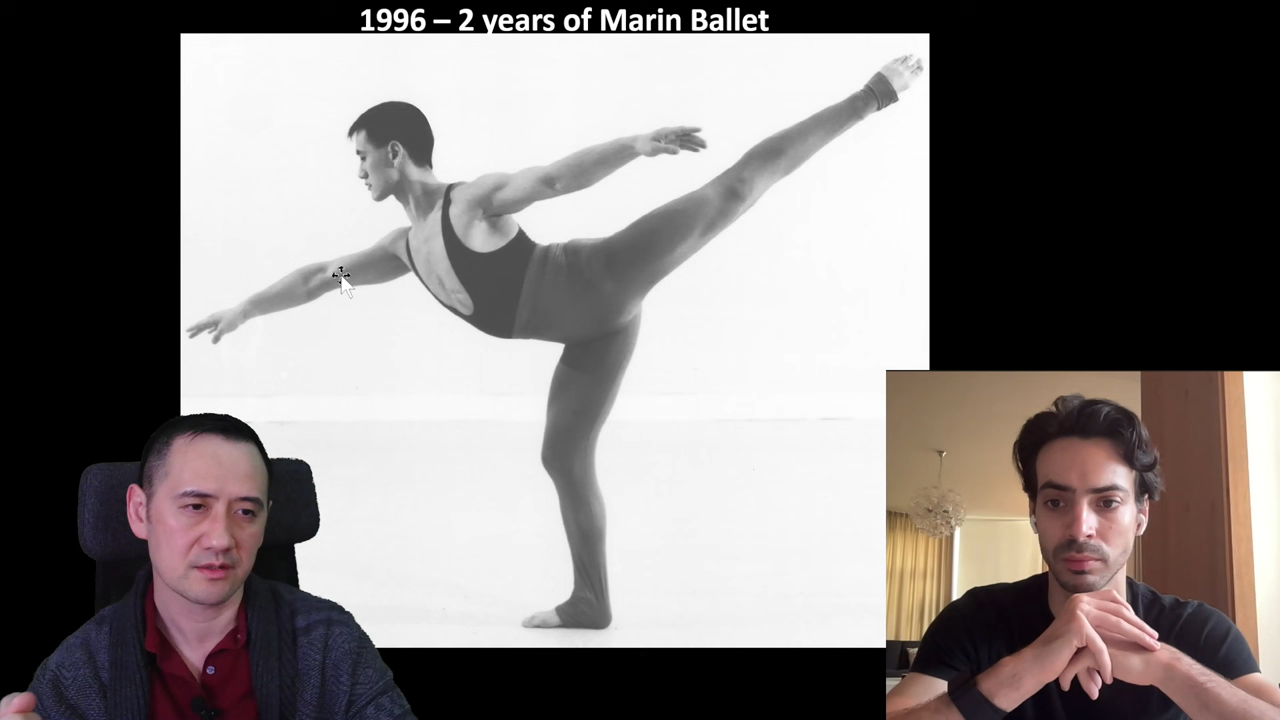 1996 – 2 years of Marin Ballet